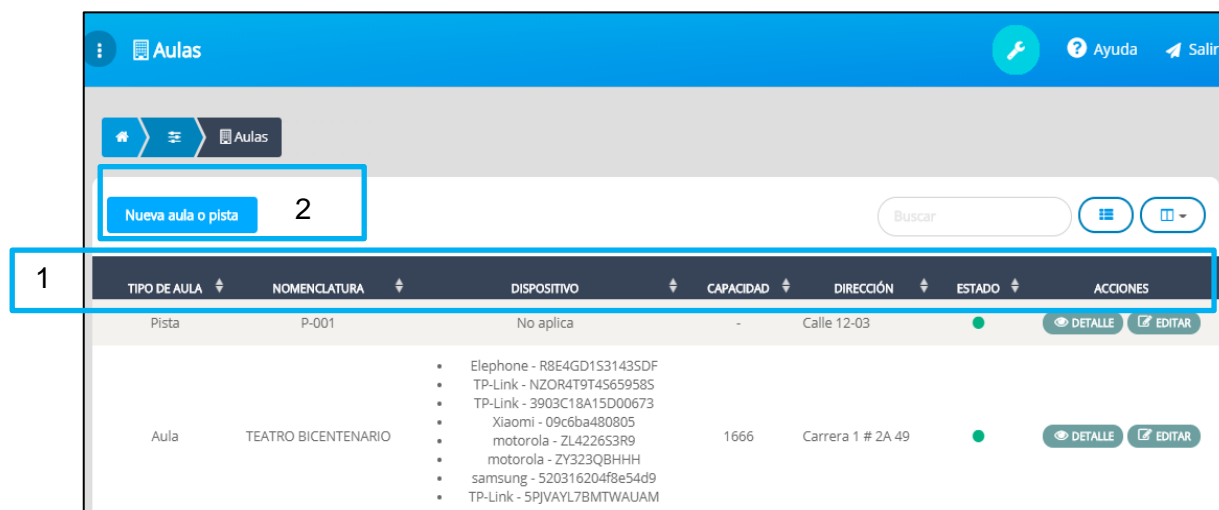 Aulas
Ayuda
Salir
Aulas
Nueva aula o pista
2
Buscar
1
TIPO DE AULA NOMENCLATURA DISPOSITIVO CAPACIDAD DIRECCIÓN ESTADO ACCIONES
Pista P-001 No aplica - Calle 12-03 DETALLE EDITAR
• Elephone - R8E4GD1S3143SDF
• TP-Link - NZOR4T9T4S65958S
• TP-Link - 3903C18A15D00673
• Xiaomi - 09c6ba480805
Aula TEATRO BICENTENARIO • motorola - ZL4226S3R9 1666 Carrera 1 # 2A 49 DETALLE EDITAR
• motorola - ZY323QBHHH
• samsung - 520316204f8e54d9
• TP-Link - 5PJVAYL7BMTWAUAM